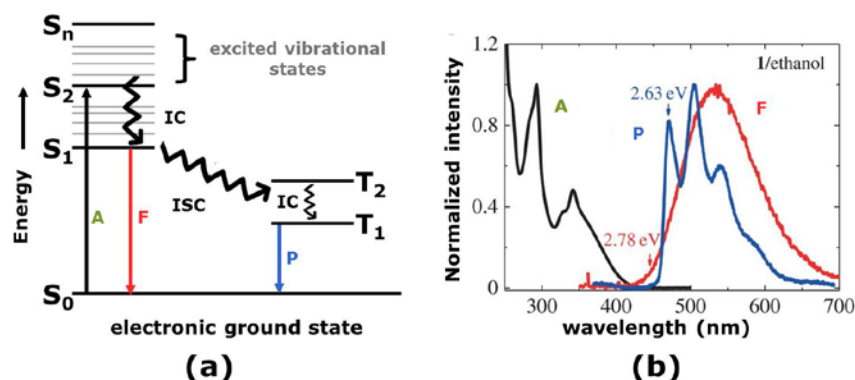 Sn
excited vibrational
states
S2
IC
S1
Energy
ISC
T2
IC
T1
A
F
P
S0
electronic ground state
(a)
Normalized intensity
1.2
0.8
0.4
0
1/ethanol
2.63 eV
A
P
F
2.78 eV
300
400
500
600
700
wavelength (nm)
(b)